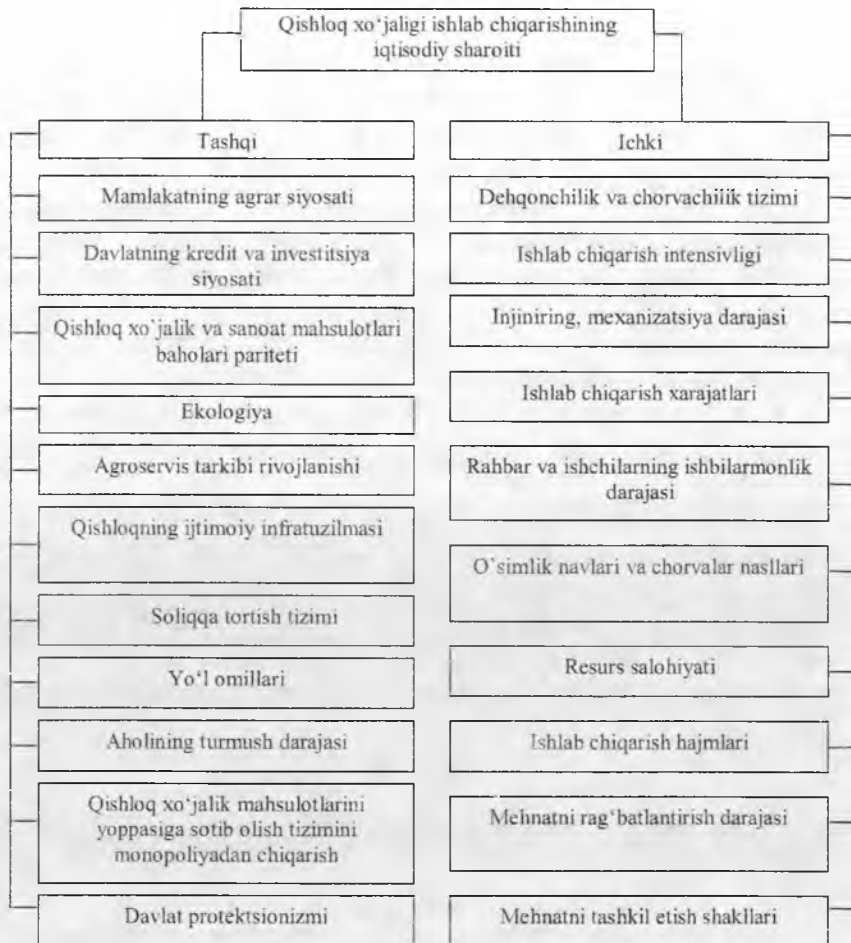 Qishloq xo‘jaligi ishlab chiqarishining
iqtisodiy sharoiti
Tashqi
Mamlakatning agrar siyosati
Davlatning kredit va investitsiya
siyosati
Qishloq xo`jalik va sanoat mahsulotlari
baholari pariteti
Ekologiya
Agroservis tarkibi rivojlanishi
Qishloqning ijtimoiy infratuzilmasi
Soliqqa tortish tizimi
Yo‘l omillari
Aholining turmush darajasi
Qishloq xo‘jalik mahsulotlarini
yoppasiga sotib olish tizimini
monopoliyadan chiqarish
Davlat protektsionizmi
Ichki
Dehqonchilik va chorvachilik tizimi
Ishlab chiqarish intensivligi
Injiniring, mexanizatsiya darajasi
Ishlab chiqarish xarajatlari
Rahbar va ishchilarning ishbilarmonlik
darajasi
O`simlik navlari va chorvalar nasllari
Resurs salohiyati
Ishlab chiqarish hajmlari
Mehnatni rag‘batlantirish darajasi
Mehnatni tashkil etish shakllari